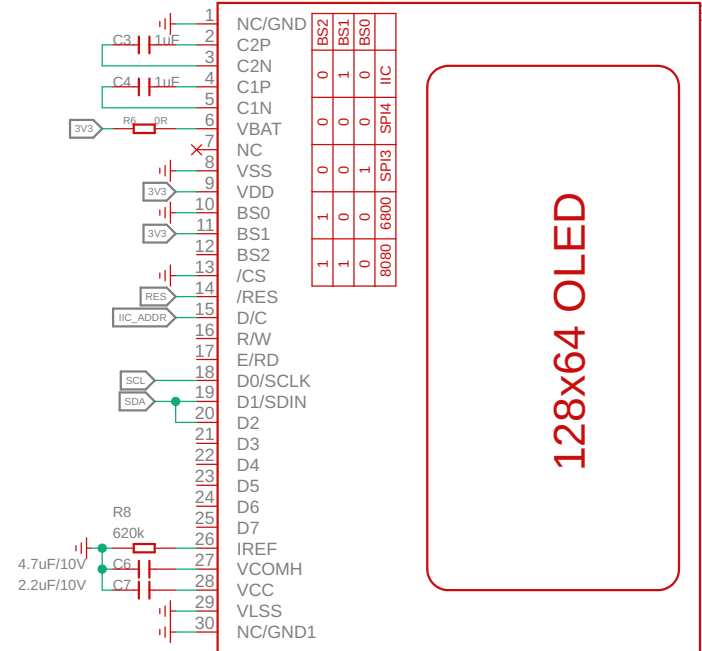 1 NC/GND
C3 1uF 2 C2P
3 C2N
C4 1uF 4 C1P
5 C1N
3V3 R6 0R 6 VBAT
7 NC
8 VSS
3V3 9 VDD
10 BS0
3V3 11 BS1
12 BS2
13 /CS
RES 14 /RES
IIC_ADDR 15 D/C
16 R/W
17 E/RD
SCL 18 D0/SCLK
SDA 19 D1/SDIN
20 D2
21 D3
22 D4
23 D5
24 D6
25 D7
R8
620k
26 IREF
4.7uF/10V C6 27 VCOMH
2.2uF/10V C7 28 VCC
29 VLSS
30 NC/GND1
BS2 BS1 BS0
0 1 0 IIC
0 0 0 SPI4
0 0 1 SPI3
1 0 0 6800
1 1 0 8080
128x64 OLED